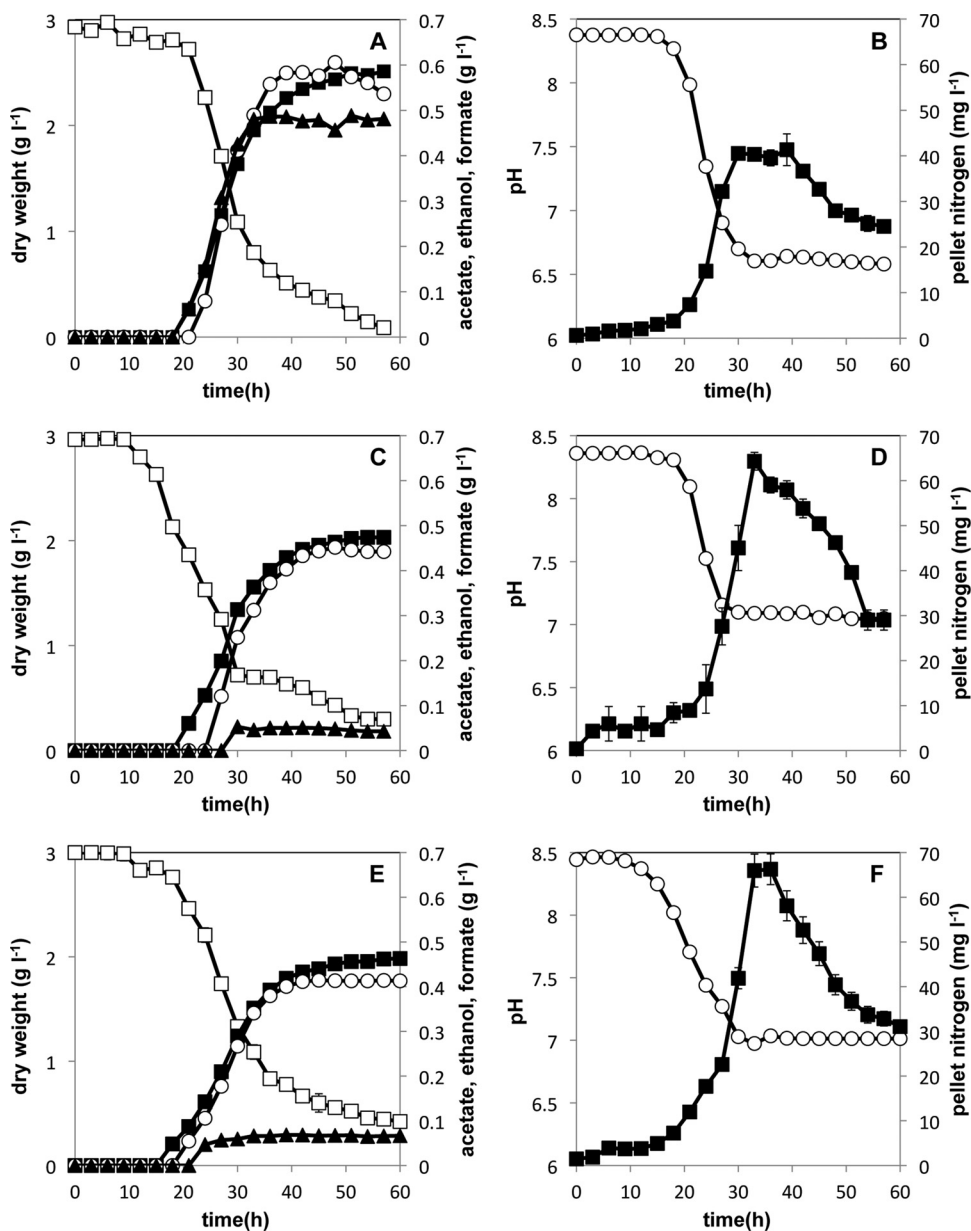 A
3
2
1
0
0.7
0.6
0.5
0.4
0.3
0.2
0.1
0
0 10 20 30 40 50 60
dry weight (g l-1)
acetate, ethanol, formate (g l-1)
time(h)
B
8.5
8
7.5
7
6.5
6
70
60
50
40
30
20
10
0
0 10 20 30 40 50 60
pH
pellet nitrogen (mg l-1)
time(h)
C
3
2
1
0
0.7
0.6
0.5
0.4
0.3
0.2
0.1
0
0 10 20 30 40 50 60
dry weight (g l-1)
acetate, ethanol, formate (g l-1)
time(h)
D
8.5
8
7.5
7
6.5
6
70
60
50
40
30
20
10
0
0 10 20 30 40 50 60
pH
pellet nitrogen (mg l-1)
time(h)
E
3
2
1
0
0.7
0.6
0.5
0.4
0.3
0.2
0.1
0
0 10 20 30 40 50 60
dry weight (g l-1)
acetate, ethanol, formate (g l-1)
time(h)
F
8.5
8
7.5
7
6.5
6
70
60
50
40
30
20
10
0
0 10 20 30 40 50 60
pH
pellet nitrogen (mg l-1)
time(h)